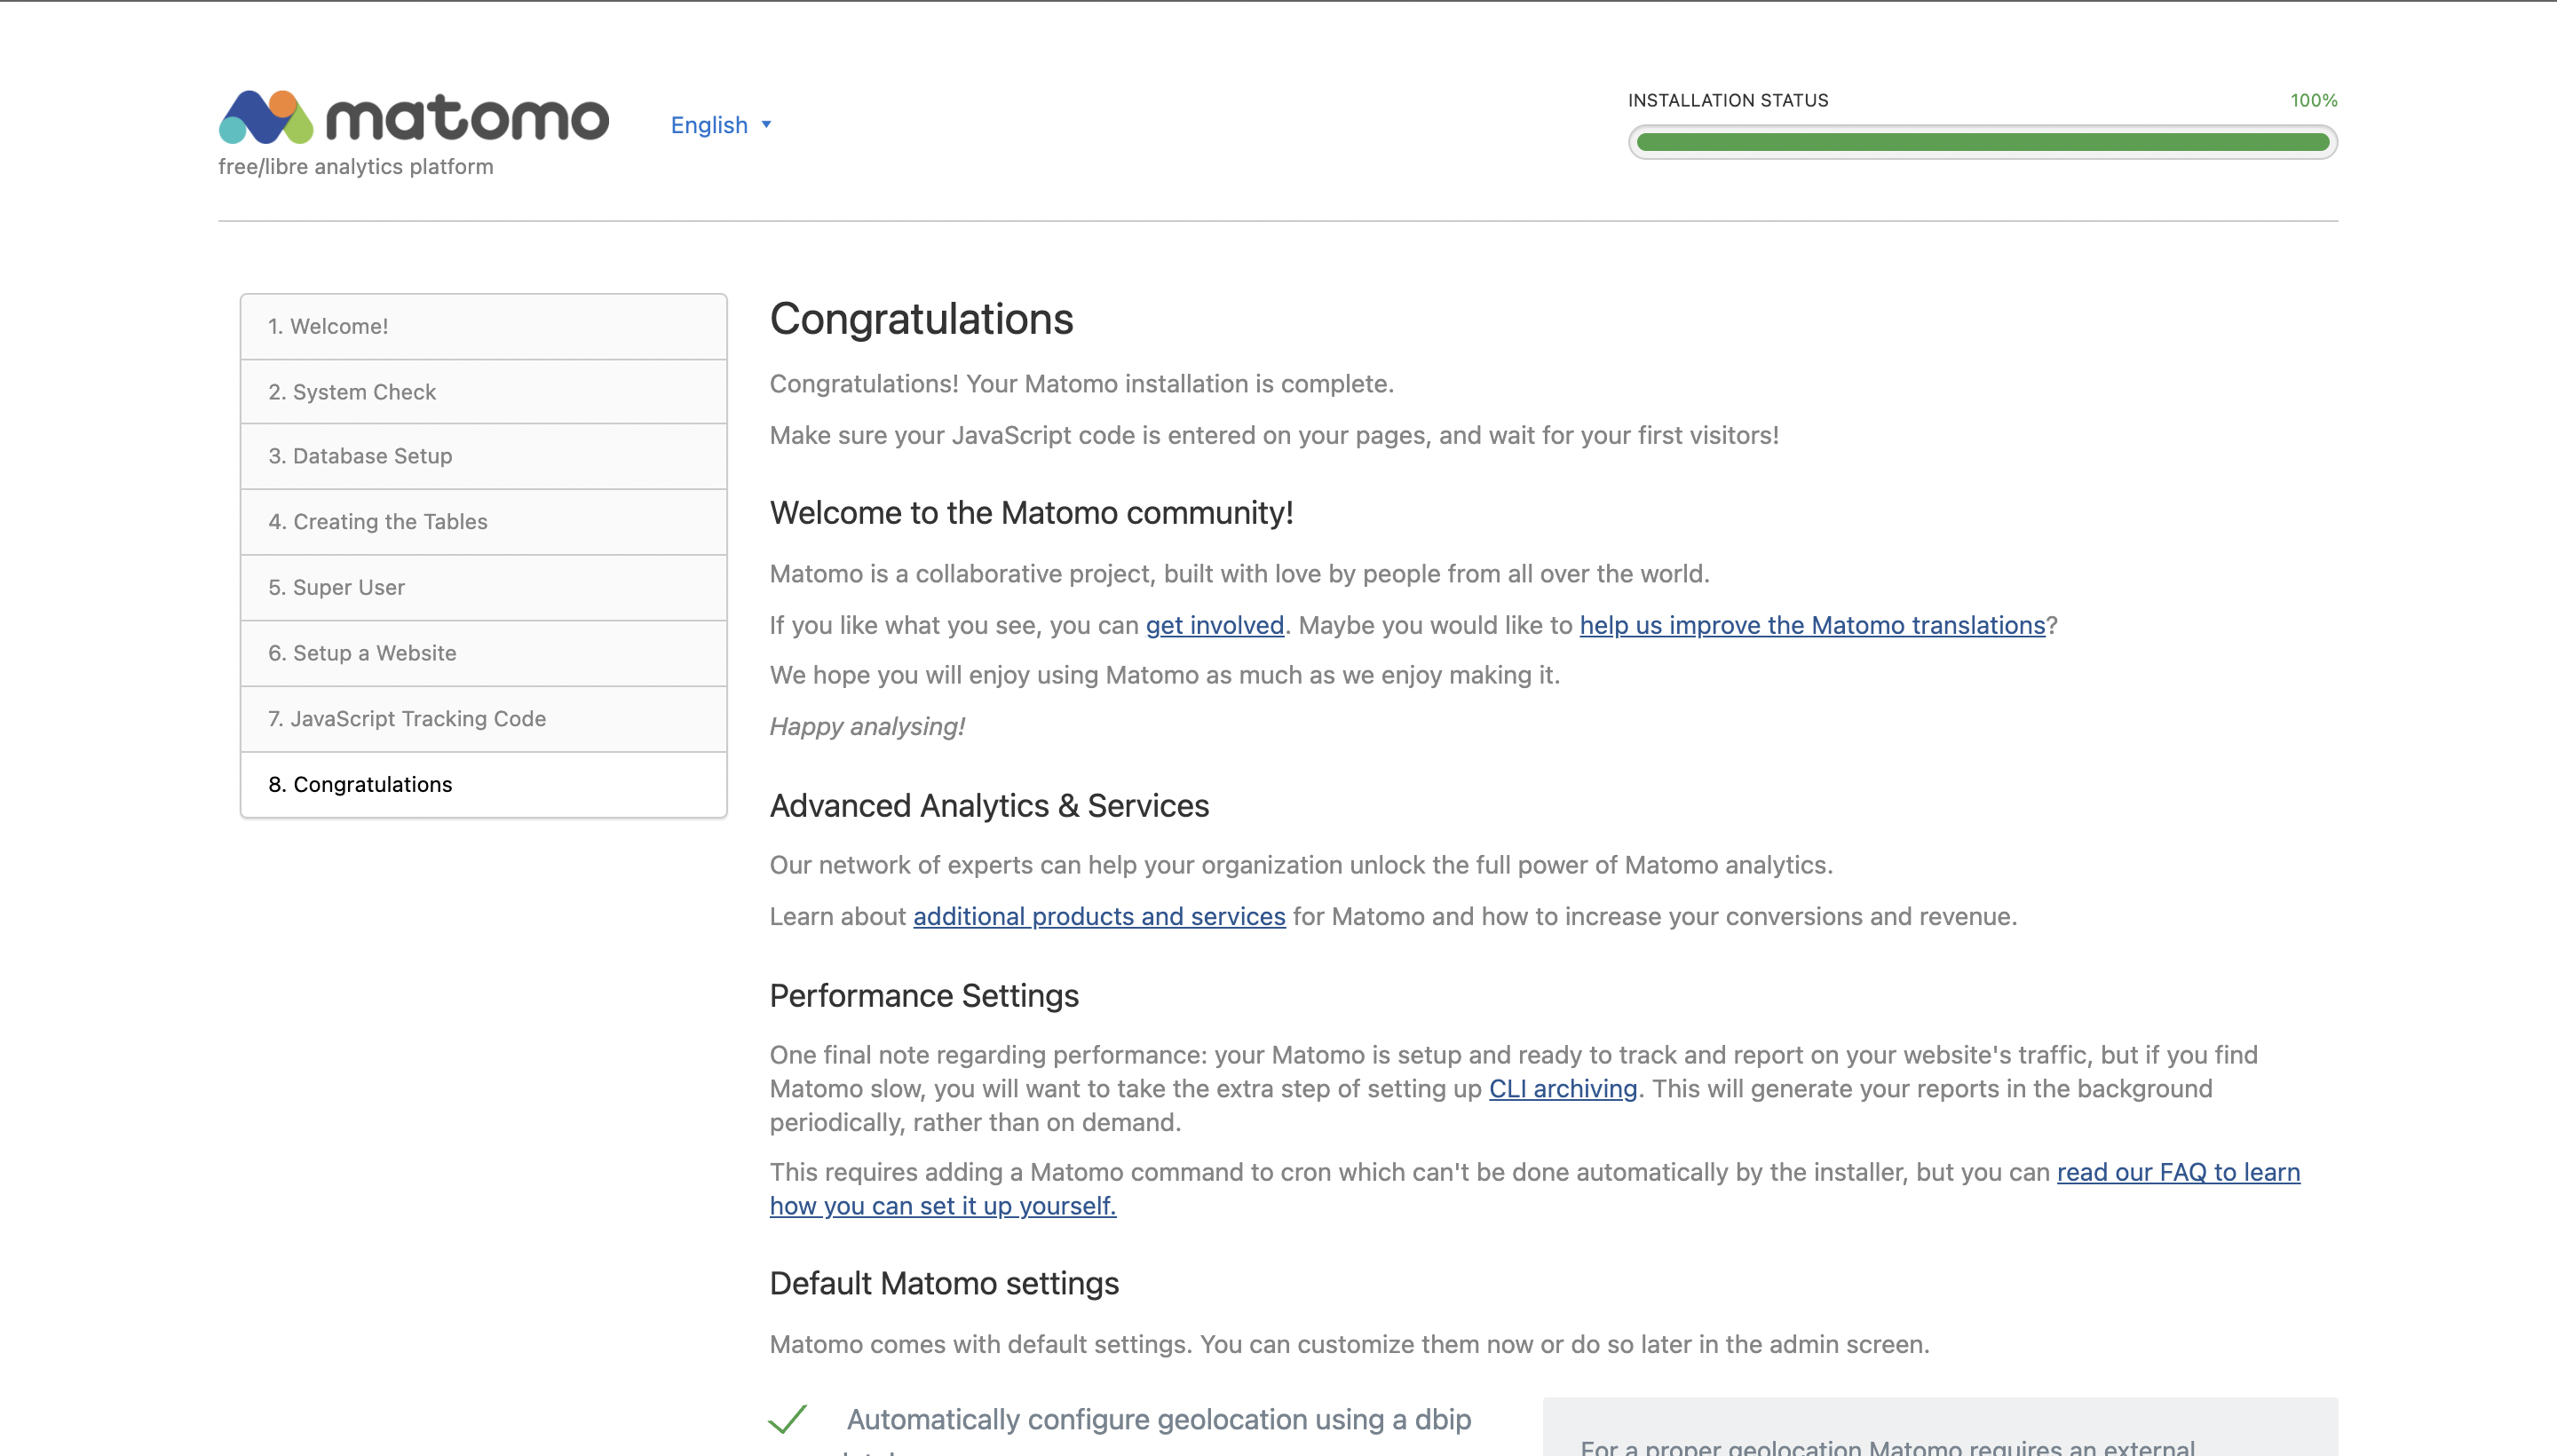 matomo
free/libre analytics platform
English
INSTALLATION STATUS
100%
1. Welcome!
2. System Check
3. Database Setup
4. Creating the Tables
5. Super User
6. Setup a Website
7. JavaScript Tracking Code
8. Congratulations
Congratulations
Congratulations! Your Matomo installation is complete.
Make sure your JavaScript code is entered on your pages, and wait for your first visitors!
Welcome to the Matomo community!
Matomo is a collaborative project, built with love by people from all over the world.
If you like what you see, you can get involved. Maybe you would like to help us improve the Matomo translations?
We hope you will enjoy using Matomo as much as we enjoy making it.
Happy analysing!
Advanced Analytics & Services
Our network of experts can help your organization unlock the full power of Matomo analytics.
Learn about additional products and services for Matomo and how to increase your conversions and revenue.
Performance Settings
One final note regarding performance: your Matomo is setup and ready to track and report on your website's traffic, but if you find
Matomo slow, you will want to take the extra step of setting up CLI archiving. This will generate your reports in the background
periodically, rather than on demand.
This requires adding a Matomo command to cron which can't be done automatically by the installer, but you can read our FAQ to learn
how you can set it up yourself.
Default Matomo settings
Matomo comes with default settings. You can customize them now or do so later in the admin screen.
Automatically configure geolocation using a dbip
For a proper geolocation Matomo requires an external